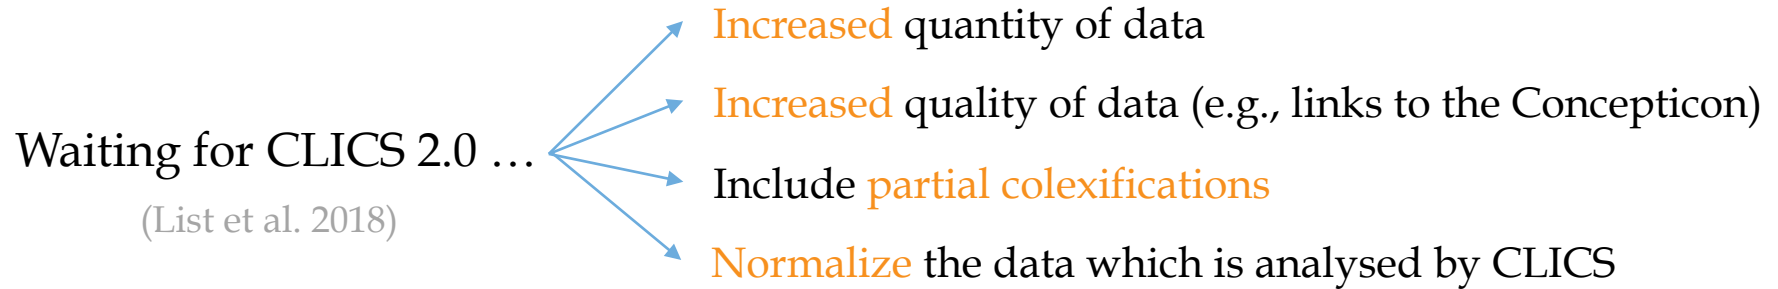 Waiting for CLICS 2.0 …
(List et al. 2018)
Increased quantity of data
Increased quality of data (e.g., links to the Concepticon)
Include partial colexifications
Normalize the data which is analysed by CLICS